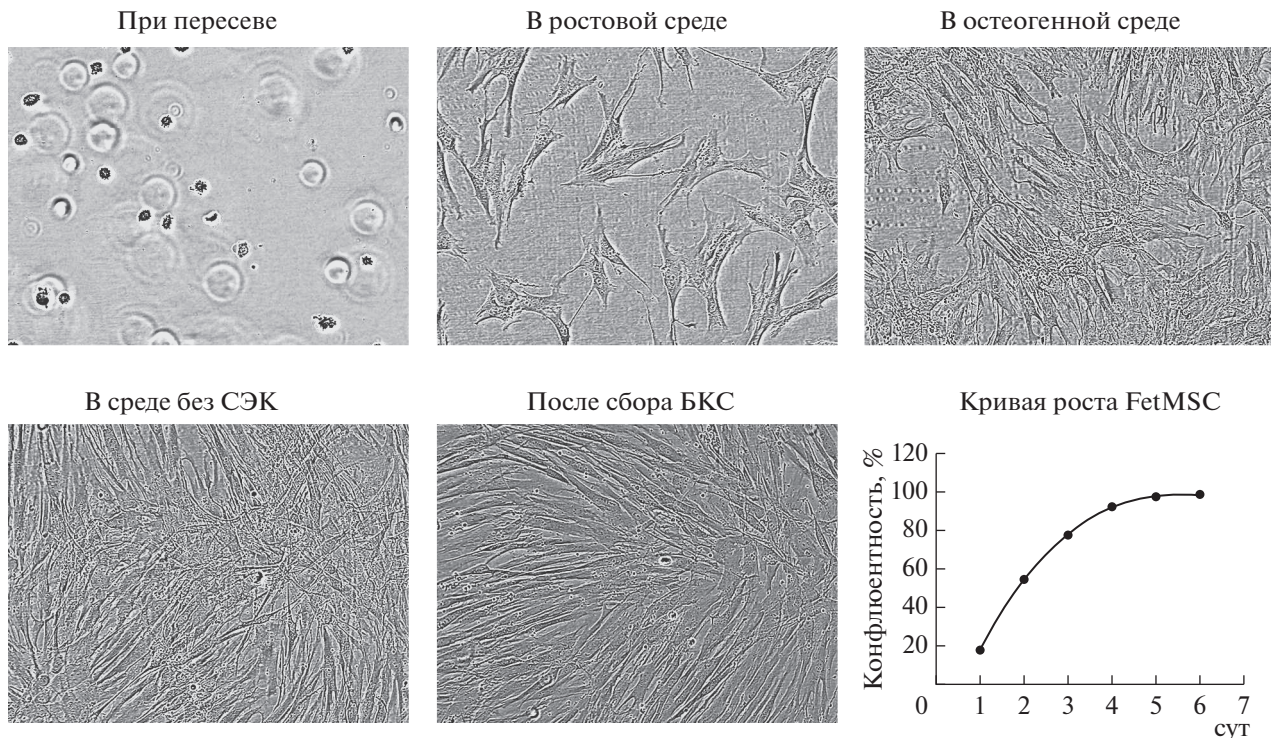 При пересеве
В ростовой среде
В остеогенной среде
В среде без СЭК
После сбора БКС
Кривая роста FetMSC
Конфлюентность, %
120
100
80
60
40
20
0 1 2 3 4 5 6 7
сут